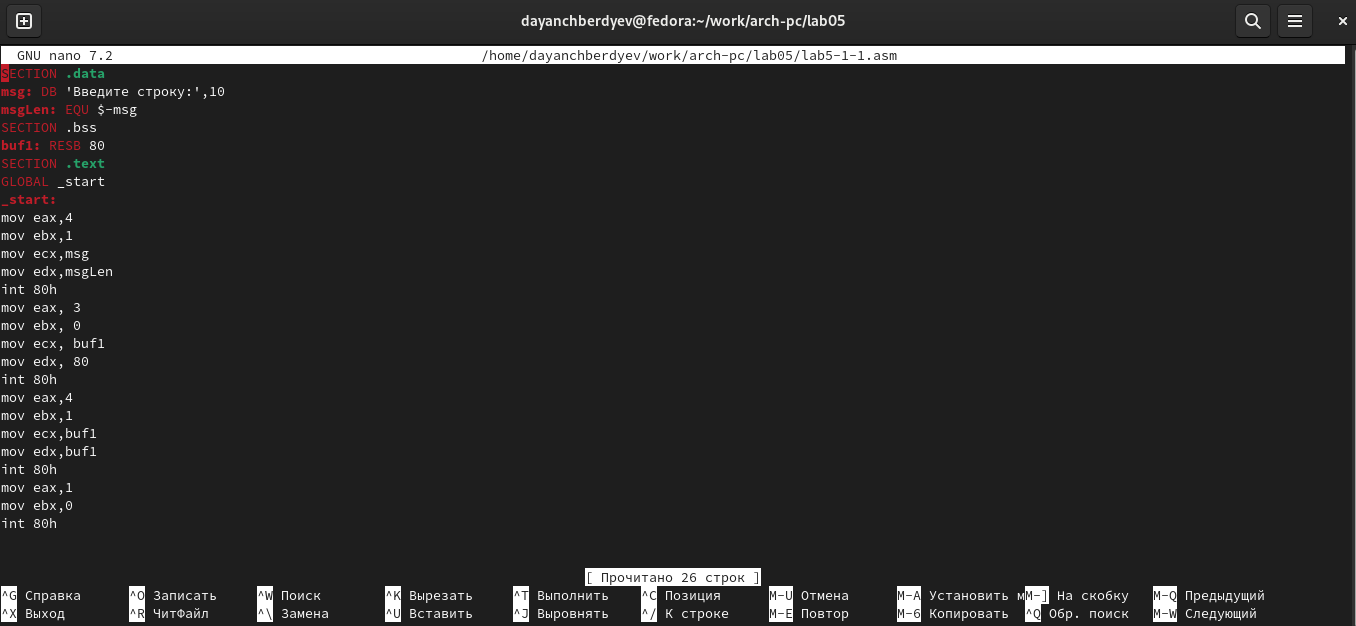 dayanchberdyev@fedora:~/work/arch-pc/lab05
GNU nano 7.2 /home/dayanchberdyev/work/arch-pc/lab05/lab5-1-1.asm
SECTION .data
msg: DB 'Введите строку:',10
msgLen: EQU $-msg
SECTION .bss
buf1: RESB 80
SECTION .text
GLOBAL _start
_start:
mov eax,4
mov ebx,1
mov ecx,msg
mov edx,msgLen
int 80h
mov eax, 3
mov ebx, 0
mov ecx, buf1
mov edx, 80
int 80h
mov eax,4
mov ebx,1
mov ecx,buf1
mov edx,buf1
int 80h
mov eax,1
mov ebx,0
int 80h
[ Прочитано 26 строк ]
^G Справка ^O Записать ^W Поиск ^K Вырезать ^T Выполнить ^C Позиция M-U Отмена M-A Установить мM-] На скобку M-Q Предыдущий
^X Выход ^R ЧитФайл ^\ Замена ^U Вставить ^J Выровнять ^/ К строке M-E Повтор M-6 Копировать ^Q Обр. поиск M-W Следующий